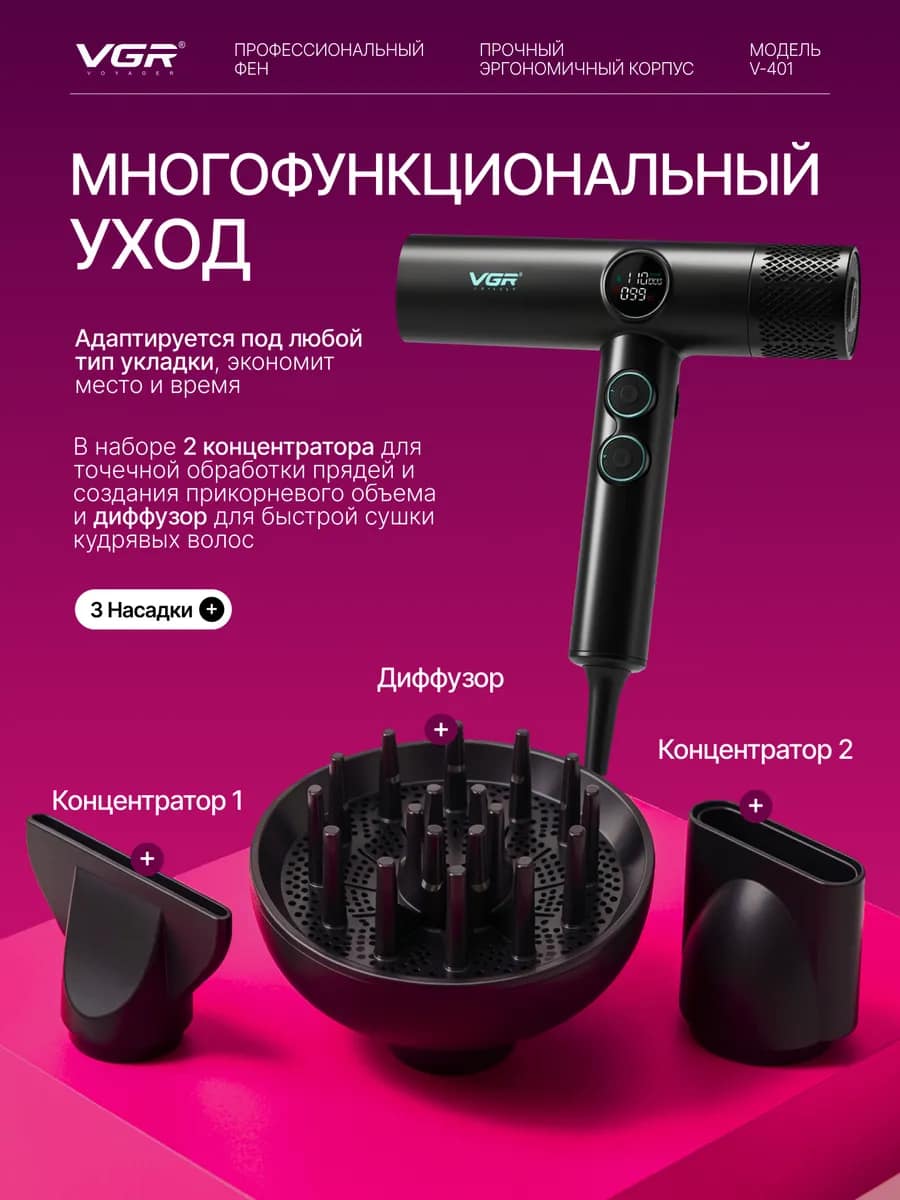 VGR®
VOYAGER
ПРОФЕССИОНАЛЬНЫЙ
ФЕН
ПРОЧНЫЙ
ЭРГОНОМИЧНЫЙ КОРПУС
МОДЕЛЬ
V-401
МНОГОФУНКЦИОНАЛЬНЫЙ
УХОД
VGR®
VOYAGER
110000
099
Адаптируется под любой
тип укладки, экономит
место и время
В наборе 2 концентратора для
точечной обработки прядей и
создания прикорневого объема
и диффузор для быстрой сушки
кудрявых волос
3 Насадки +
Диффузор
+
Концентратор 2
+
Концентратор 1
+